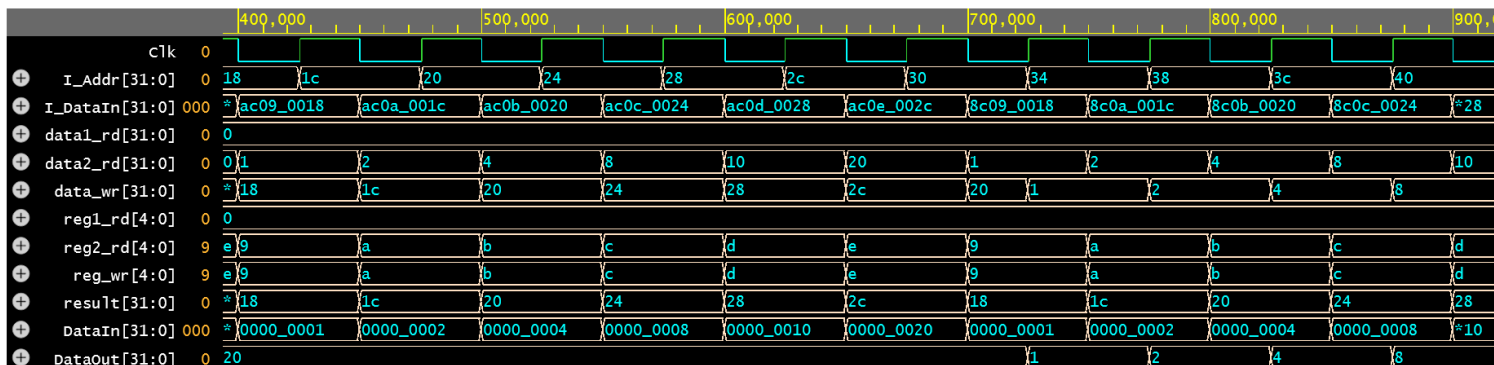 400,000 500,000 600,000 700,000 800,000 900,
Clk 0
I_Addr[31:0] 0 18 1c 20 24 28 2c 30 34 38 3c 40
I_DataIn[31:0] 000 * ac09_0018 ac0a_001c ac0b_0020 ac0c_0024 ac0d_0028 ac0e_002c 8c09_0018 8c0a_001c 8c0b_0020 8c0c_0024 *28
data1_rd[31:0] 0 0
data2_rd[31:0] 0 0 1 2 4 8 10 20 1 2 4 8 10
data_wr[31:0] 0 * 18 1c 20 24 28 2c 20 1 2 4 8
reg1_rd[4:0] 0 0
reg2_rd[4:0] 9 e 9 a b c d e 9 a b c d
reg_wr[4:0] 9 e 9 a b c d e 9 a b c d
result[31:0] 0 * 18 1c 20 24 28 2c 18 1c 20 24 28
DataIn[31:0] 000 * 0000_0001 0000_0002 0000_0004 0000_0008 0000_0010 0000_0020 0000_0001 0000_0002 0000_0004 0000_0008 *10
DataOut[31:0] 0 20 1 2 4 8